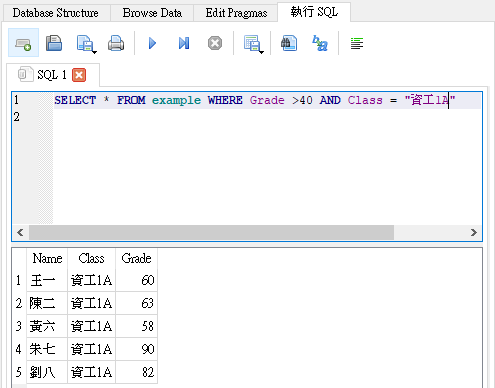 Database Structure Browse Data Edit Pragmas 執行 SQL
SQL 1
1 SELECT * FROM example WHERE Grade >40 AND Class = "資工1A"
2
Name Class Grade
1 王一 資工1A 60
2 陳二 資工1A 63
3 黃六 資工1A 58
4 朱七 資工1A 90
5 劉八 資工1A 82